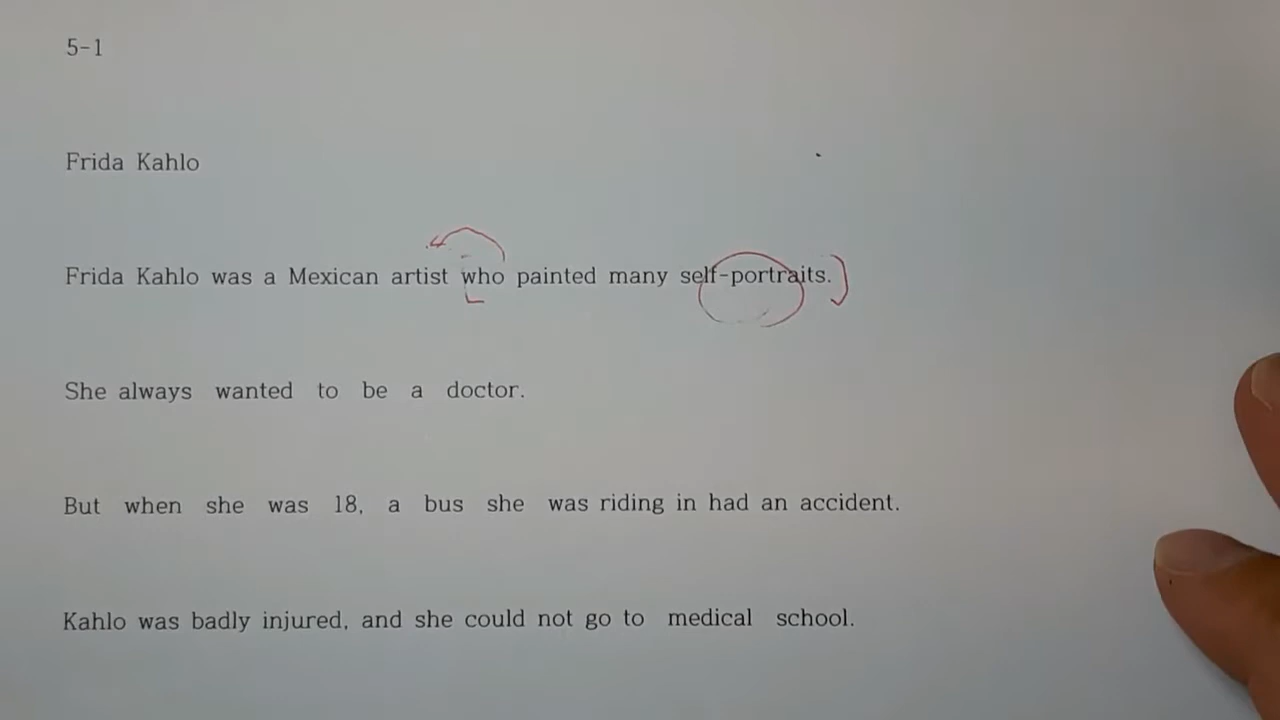 5-1
Frida Kahlo
Frida Kahlo was a Mexican artist who painted many self-portraits.
She always wanted to be a doctor.
But when she was 18, a bus she was riding in had an accident.
Kahlo was badly injured, and she could not go to medical school.